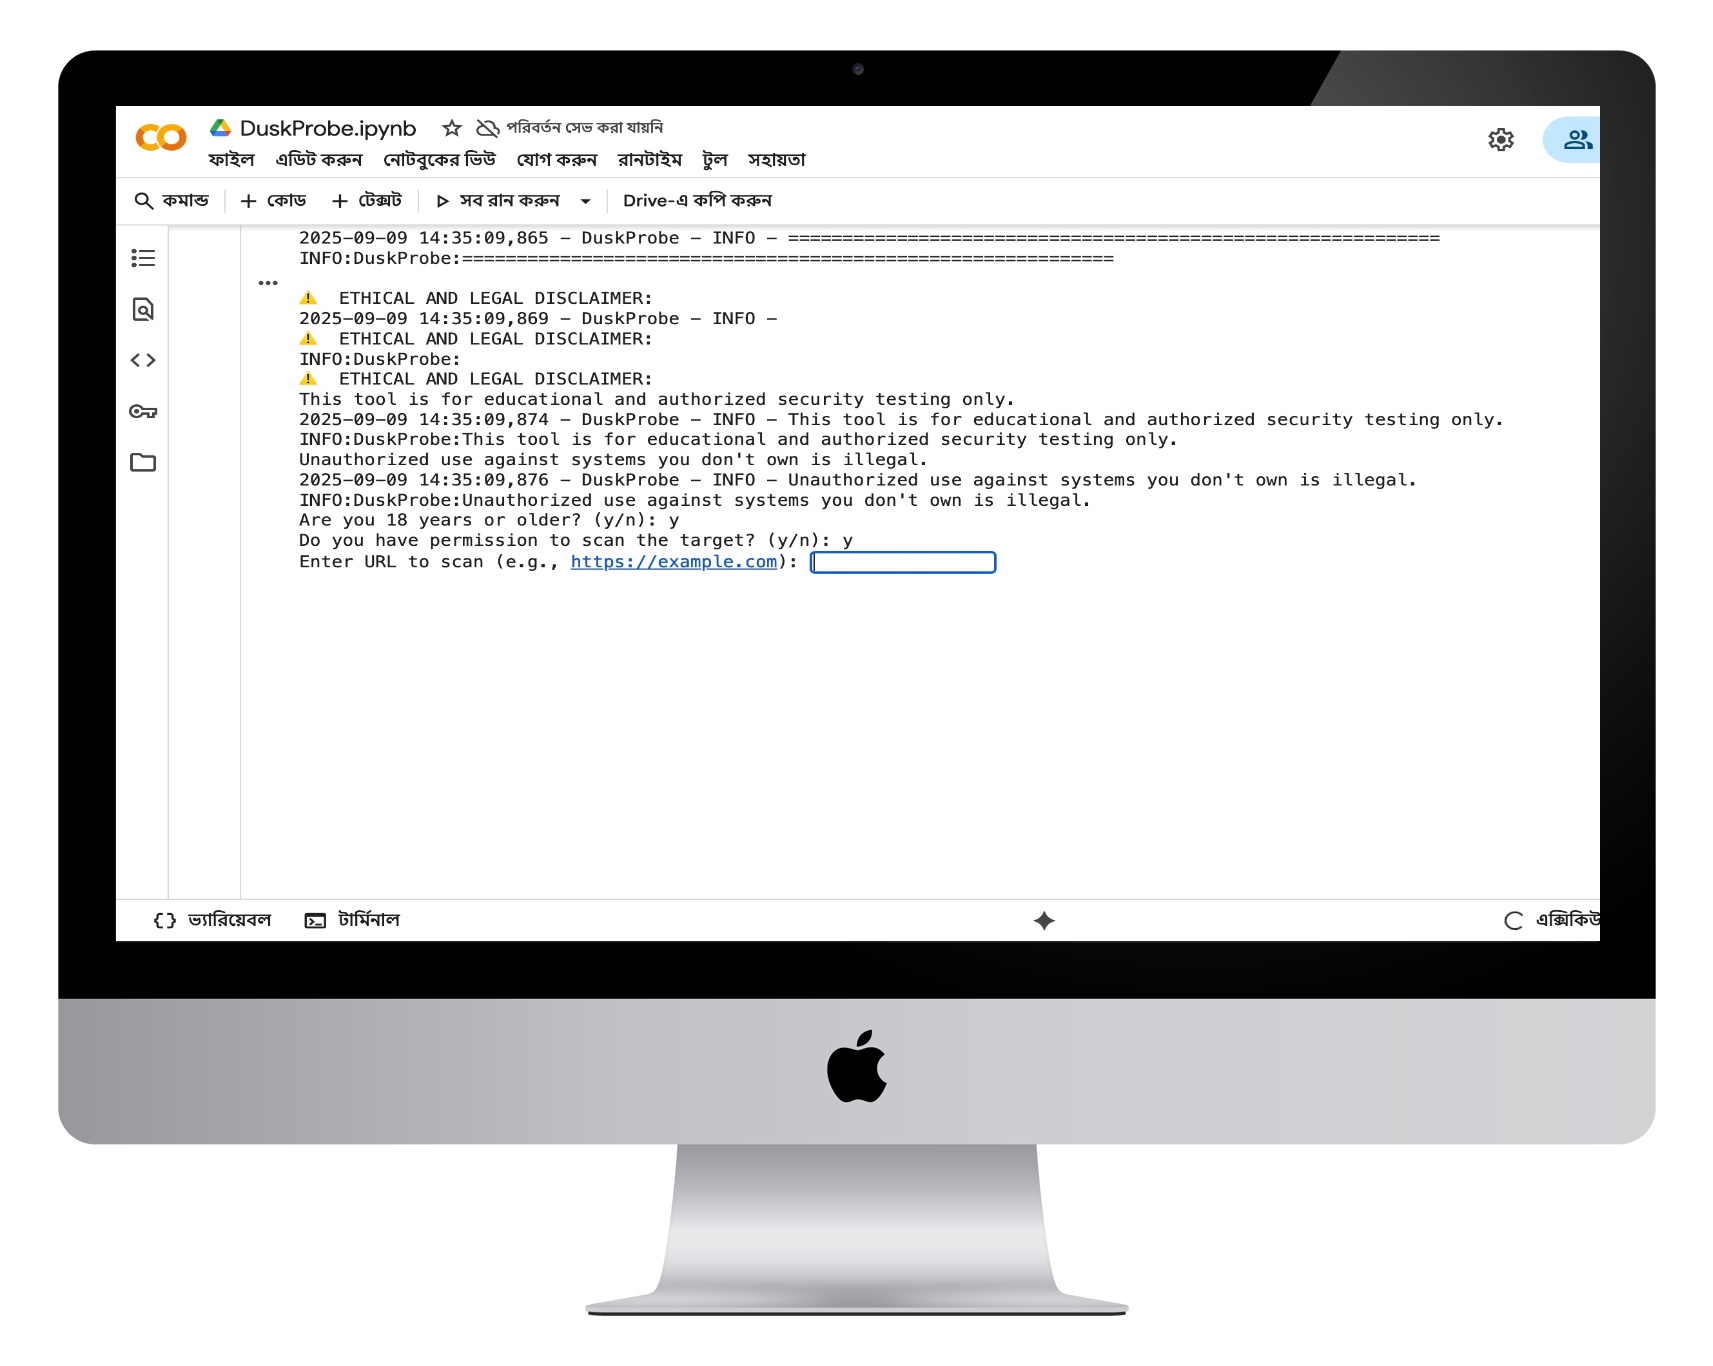 DuskProbe.ipynb পরিবর্তন সেভ করা যায়নি
ফাইল এডিট করুন নোটবুকের ভিউ যোগ করুন রানটাইম টুল সহায়তা
কমান্ড + কোড + টেক্সট সব রান করুন Drive-এ কপি করুন
2025-09-09 14:35:09,865 - DuskProbe - INFO - ============================================================
INFO:DuskProbe:============================================================
⚠️ ETHICAL AND LEGAL DISCLAIMER:
2025-09-09 14:35:09,869 - DuskProbe - INFO -
⚠️ ETHICAL AND LEGAL DISCLAIMER:
INFO:DuskProbe:
⚠️ ETHICAL AND LEGAL DISCLAIMER:
This tool is for educational and authorized security testing only.
2025-09-09 14:35:09,874 - DuskProbe - INFO - This tool is for educational and authorized security testing only.
INFO:DuskProbe:This tool is for educational and authorized security testing only.
Unauthorized use against systems you don't own is illegal.
2025-09-09 14:35:09,876 - DuskProbe - INFO - Unauthorized use against systems you don't own is illegal.
INFO:DuskProbe:Unauthorized use against systems you don't own is illegal.
Are you 18 years or older? (y/n): y
Do you have permission to scan the target? (y/n): y
Enter URL to scan (e.g., https://example.com):
ভ্যারিয়েবল টার্মিনাল